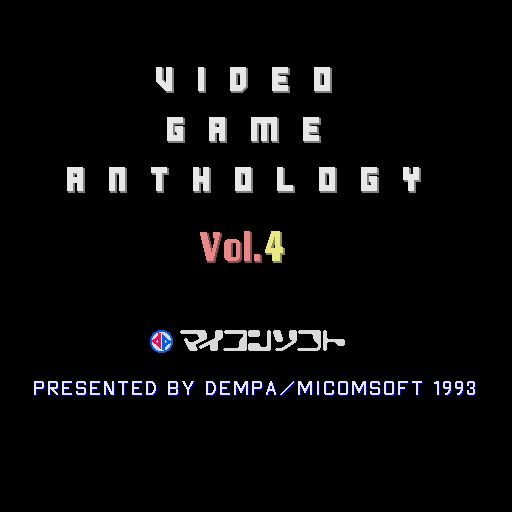 VIDEO
GAME
ANTHOLOGY
Vol.4
マイコンソフト
PRESENTED BY DEMPA/MICOMSOFT 1993